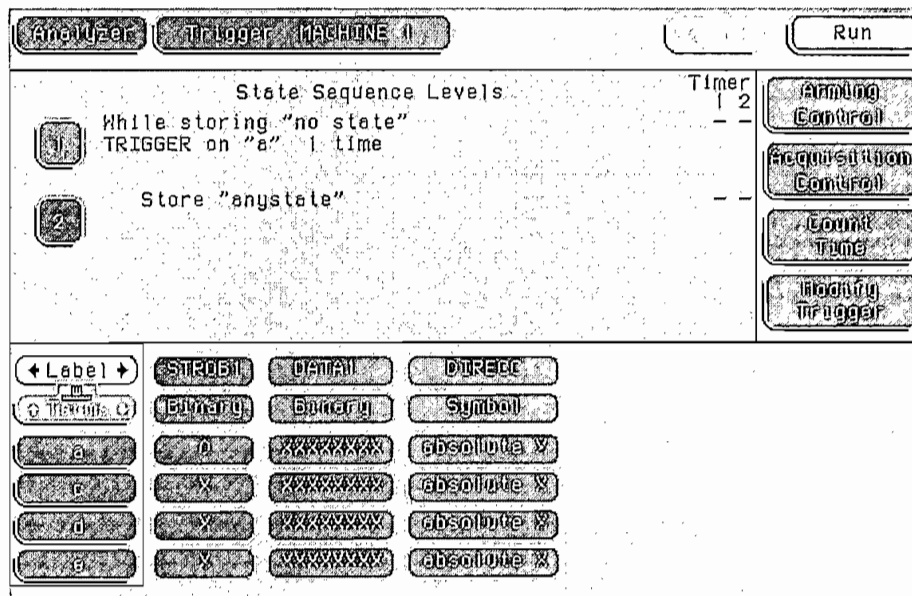 Analyzer Trigger MACHINE 1 Run
State Sequence Levels
Timer
1 2
While storing "no state"
TRIGGER on "a" 1 time
1
- -
Store "anystate"
2
- -
Arming
Control
Acquisition
Control
Count
Time
Modify
Trigger
Label STROB1 DATA1 DIRECC
Terms Binary Binary Symbol
a 0 XXXXXXXX absolute X
c X XXXXXXXX absolute X
d X XXXXXXXX absolute X
e X XXXXXXXX absolute X